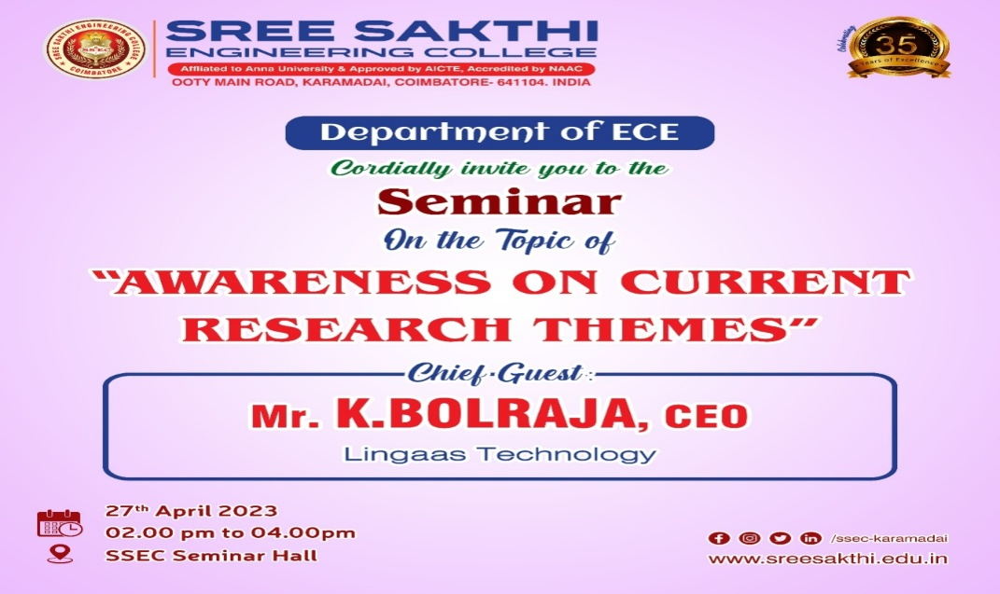 SREE SAKTHI ENGINEERING COLLEGE
COIMBATORE
SSEC
SREE SAKTHI
ENGINEERING COLLEGE
Affliated to Anna University & Approved by AICTE, Accredited by NAAC
OOTY MAIN ROAD, KARAMADAI, COIMBATORE- 641104. INDIA
Celebrating
35
Years of Excellence
Department of ECE
Cordially invite you to the
Seminar
On the Topic of
“AWARENESS ON CURRENT
RESEARCH THEMES”
Chief Guest :
Mr. K.BOLRAJA, CEO
Lingaas Technology
27th April 2023
02.00 pm to 04.00pm
SSEC Seminar Hall
/ssec-karamadai
www.sreesakthi.edu.in